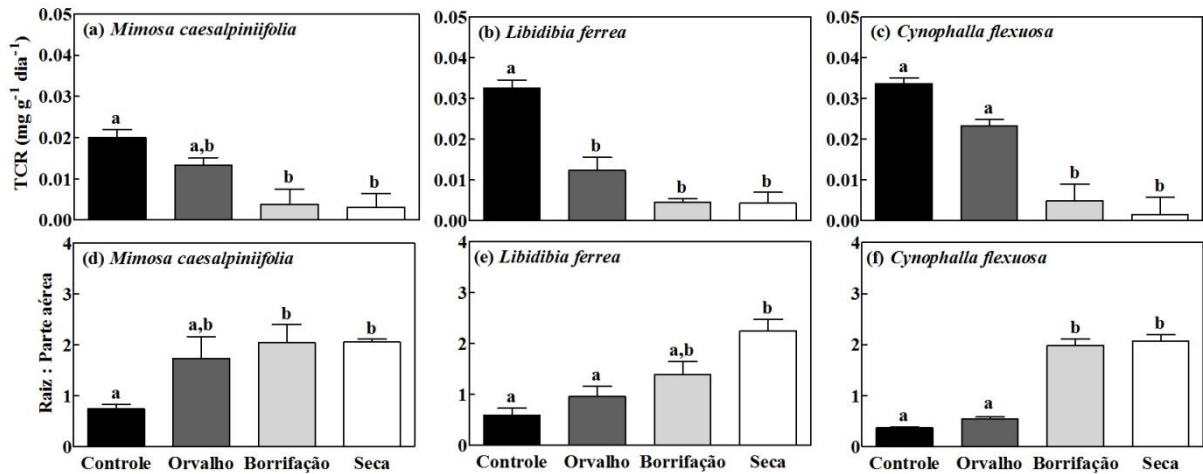 (a) Mimosa caesalpiniifolia
(b) Libidibia ferrea
(c) Cynophalla flexuosa
TCR (mg g⁻¹ dia⁻¹)
0.05
0.04
0.03
0.02
0.01
0.00
a
a,b
b
b
0.05
0.04
0.03
0.02
0.01
0.00
a
b
b
b
0.05
0.04
0.03
0.02
0.01
0.00
a
a
b
b
(d) Mimosa caesalpiniifolia
(e) Libidibia ferrea
(f) Cynophalla flexuosa
Raiz : Parte aérea
4
3
2
1
0
a
a,b
b
b
4
3
2
1
0
a
a
a,b
b
4
3
2
1
0
a
a
b
b
Controle Orvalho Borrifação Seca
Controle Orvalho Borrifação Seca
Controle Orvalho Borrifação Seca